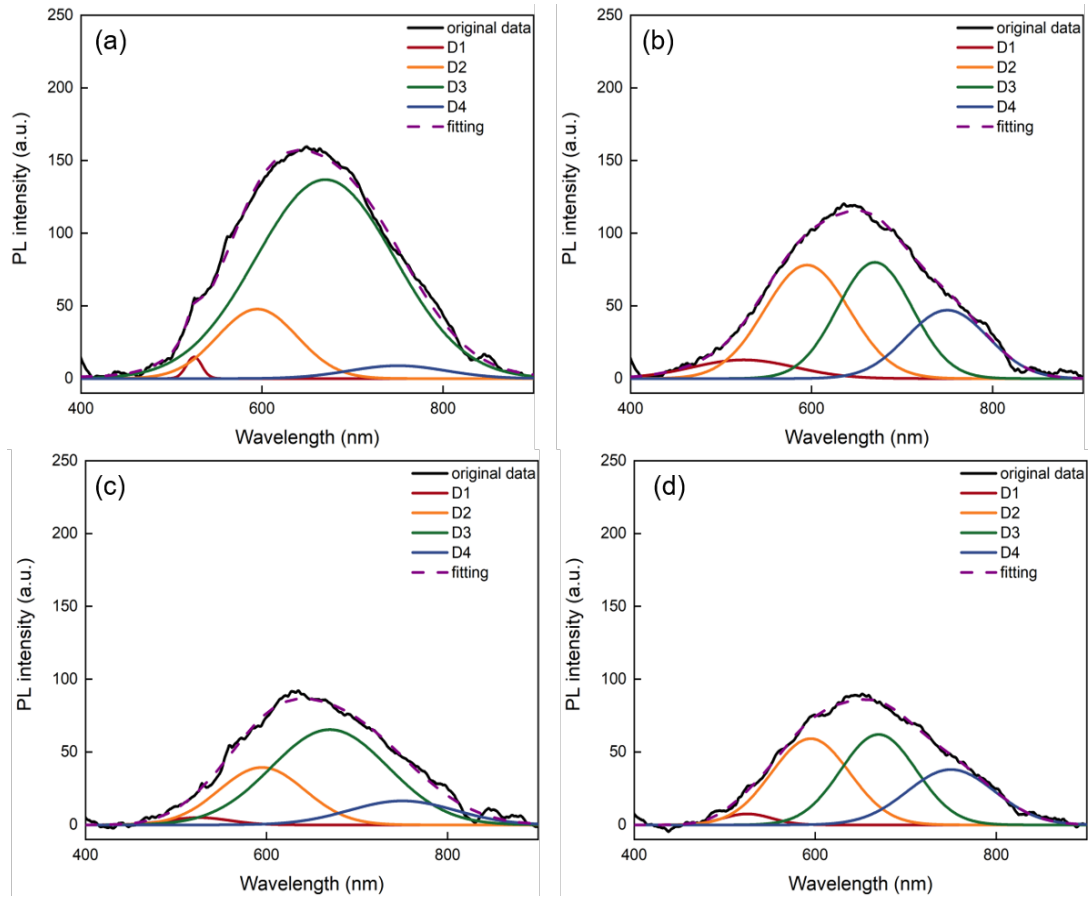 (a)
PL intensity (a.u.)
250
200
150
100
50
0
original data
D1
D2
D3
D4
fitting
400
600
800
Wavelength (nm)
(b)
PL intensity (a.u.)
250
200
150
100
50
0
original data
D1
D2
D3
D4
fitting
400
600
800
Wavelength (nm)
(c)
PL intensity (a.u.)
250
200
150
100
50
0
original data
D1
D2
D3
D4
fitting
400
600
800
Wavelength (nm)
(d)
PL intensity (a.u.)
250
200
150
100
50
0
original data
D1
D2
D3
D4
fitting
400
600
800
Wavelength (nm)